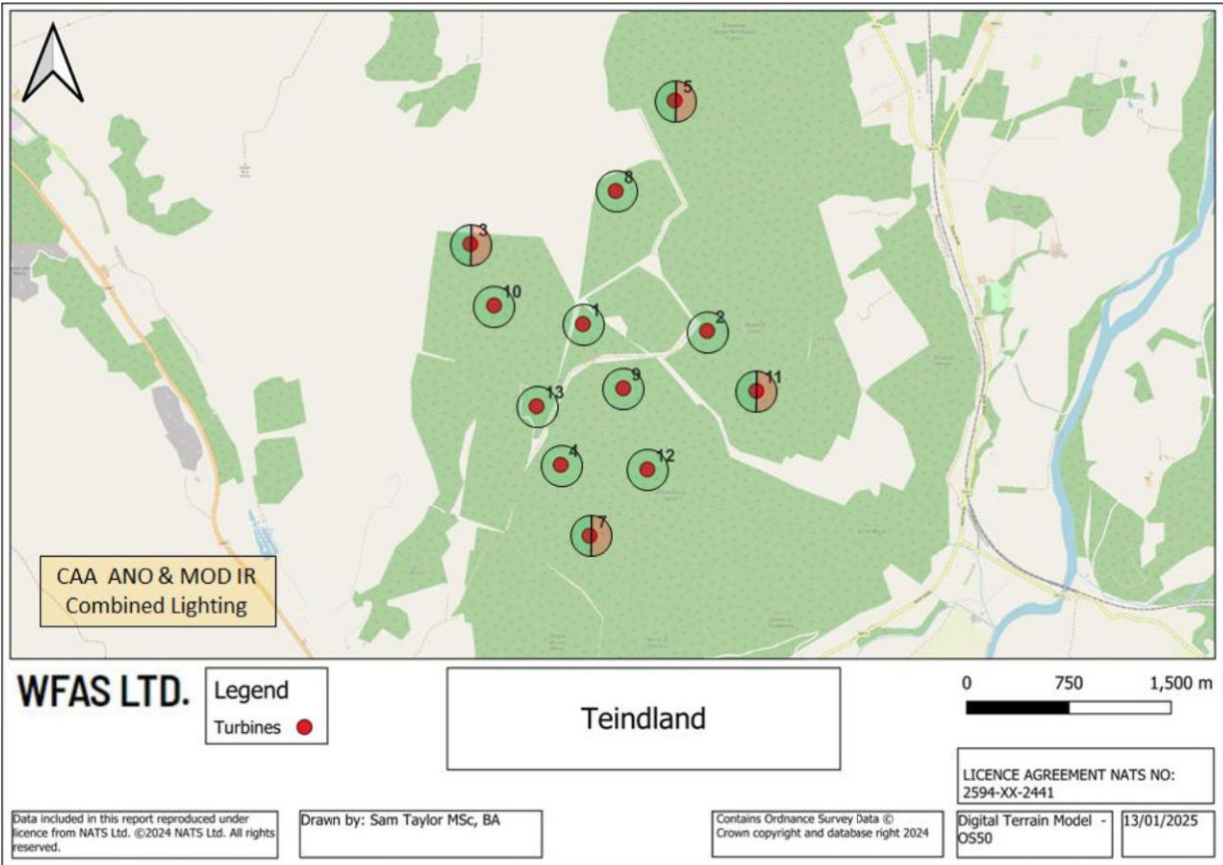 5
8
3
10
1
2
11
9
13
4
12
7
CAA ANO & MOD IR
Combined Lighting
WFAS LTD.
Legend
Turbines
Teindland
0 750 1,500 m
LICENCE AGREEMENT NATS NO:
2594-XX-2441
Data included in this report reproduced under
licence from NATS Ltd. ©2024 NATS Ltd. All rights
reserved.
Drawn by: Sam Taylor MSc, BA
Contains Ordnance Survey Data ©
Crown copyright and database right 2024
Digital Terrain Model -
OS50
13/01/2025